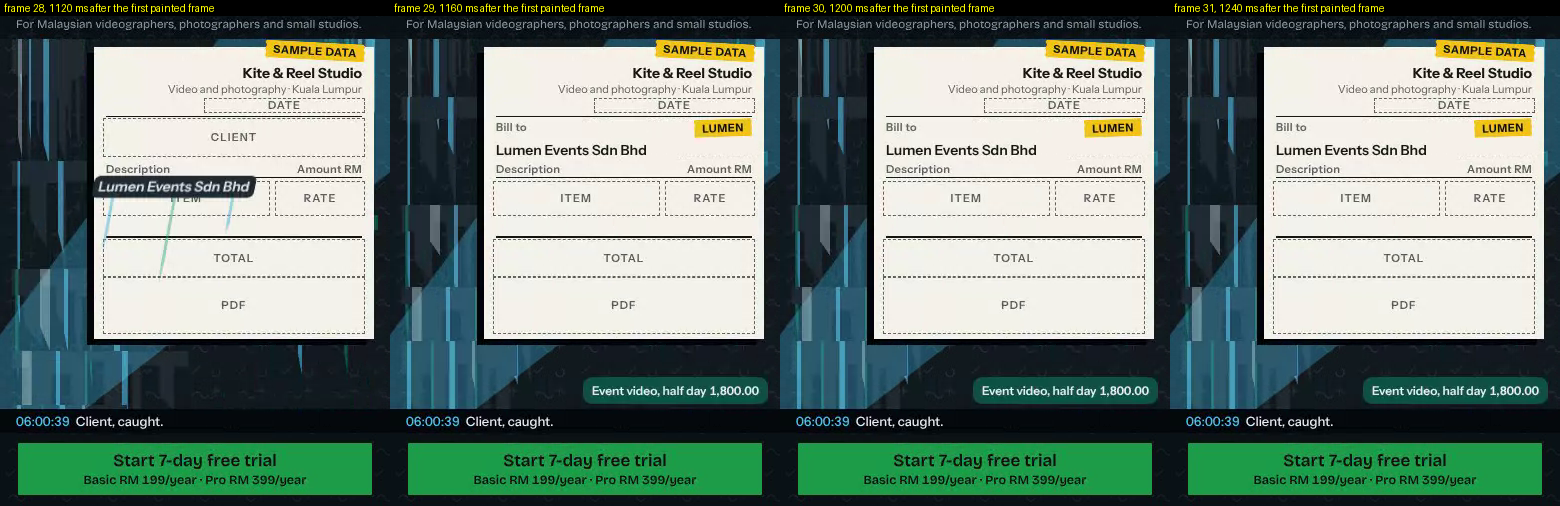 frame 28, 1120 ms after the first painted frame
For Malaysian videographers, photographers and small studios.
SAMPLE DATA
Kite & Reel Studio
Video and photography · Kuala Lumpur
DATE
CLIENT
Description Amount RM
Lumen Events Sdn Bhd
ITEM RATE
TOTAL
PDF
06:00:39 Client, caught.
Start 7-day free trial
Basic RM 199/year · Pro RM 399/year
frame 29, 1160 ms after the first painted frame
For Malaysian videographers, photographers and small studios.
SAMPLE DATA
Kite & Reel Studio
Video and photography · Kuala Lumpur
DATE
Bill to LUMEN
Lumen Events Sdn Bhd
Description Amount RM
ITEM RATE
TOTAL
PDF
Event video, half day 1,800.00
06:00:39 Client, caught.
Start 7-day free trial
Basic RM 199/year · Pro RM 399/year
frame 30, 1200 ms after the first painted frame
For Malaysian videographers, photographers and small studios.
SAMPLE DATA
Kite & Reel Studio
Video and photography · Kuala Lumpur
DATE
Bill to LUMEN
Lumen Events Sdn Bhd
Description Amount RM
ITEM RATE
TOTAL
PDF
Event video, half day 1,800.00
06:00:39 Client, caught.
Start 7-day free trial
Basic RM 199/year · Pro RM 399/year
frame 31, 1240 ms after the first painted frame
For Malaysian videographers, photographers and small studios.
SAMPLE DATA
Kite & Reel Studio
Video and photography · Kuala Lumpur
DATE
Bill to LUMEN
Lumen Events Sdn Bhd
Description Amount RM
ITEM RATE
TOTAL
PDF
Event video, half day 1,800.00
06:00:39 Client, caught.
Start 7-day free trial
Basic RM 199/year · Pro RM 399/year